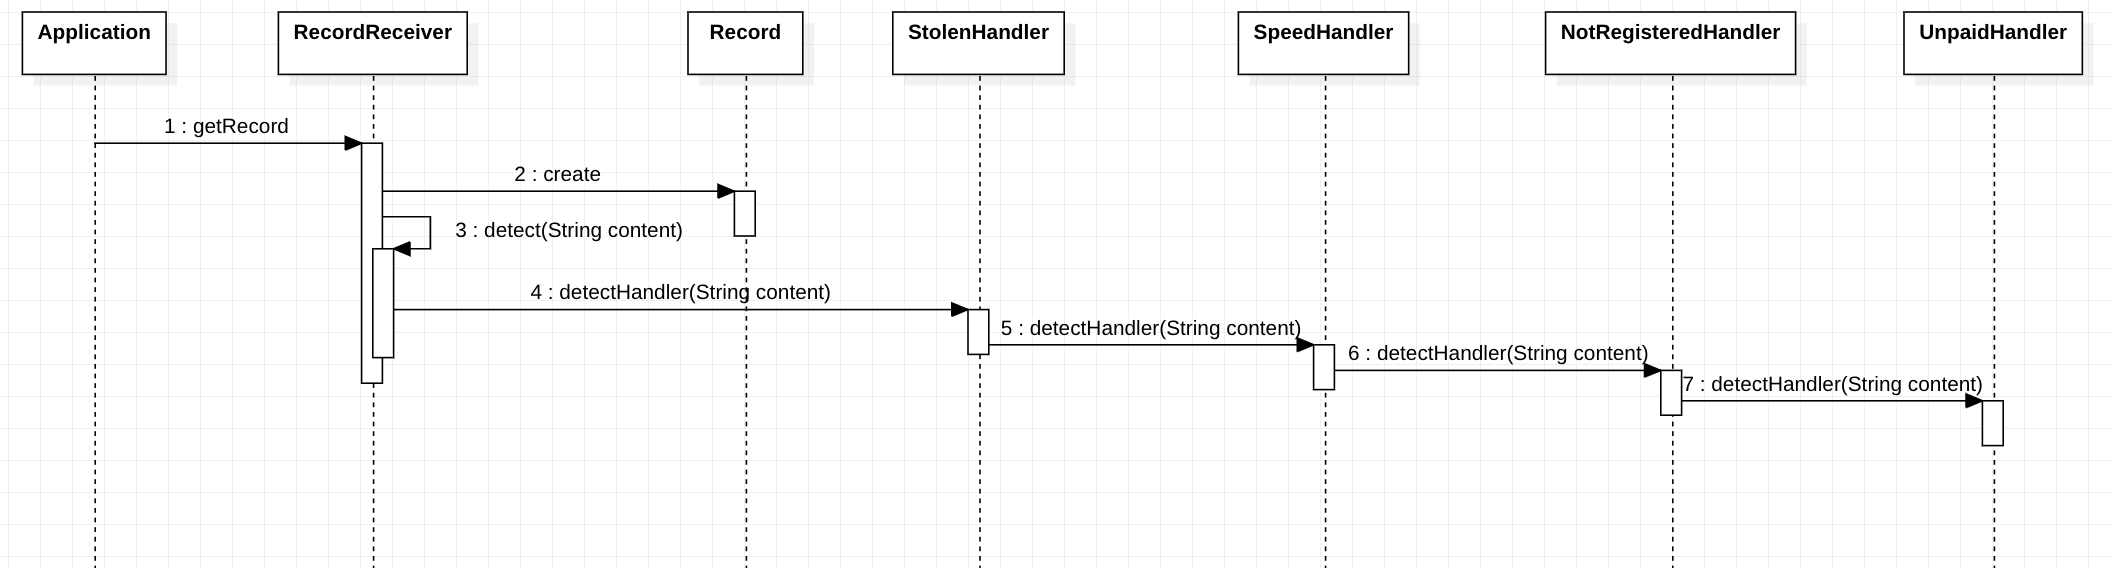 Application
RecordReceiver
Record
StolenHandler
SpeedHandler
NotRegisteredHandler
UnpaidHandler
1 : getRecord
2 : create
3 : detect(String content)
4 : detectHandler(String content)
5 : detectHandler(String content)
6 : detectHandler(String content)
7 : detectHandler(String content)